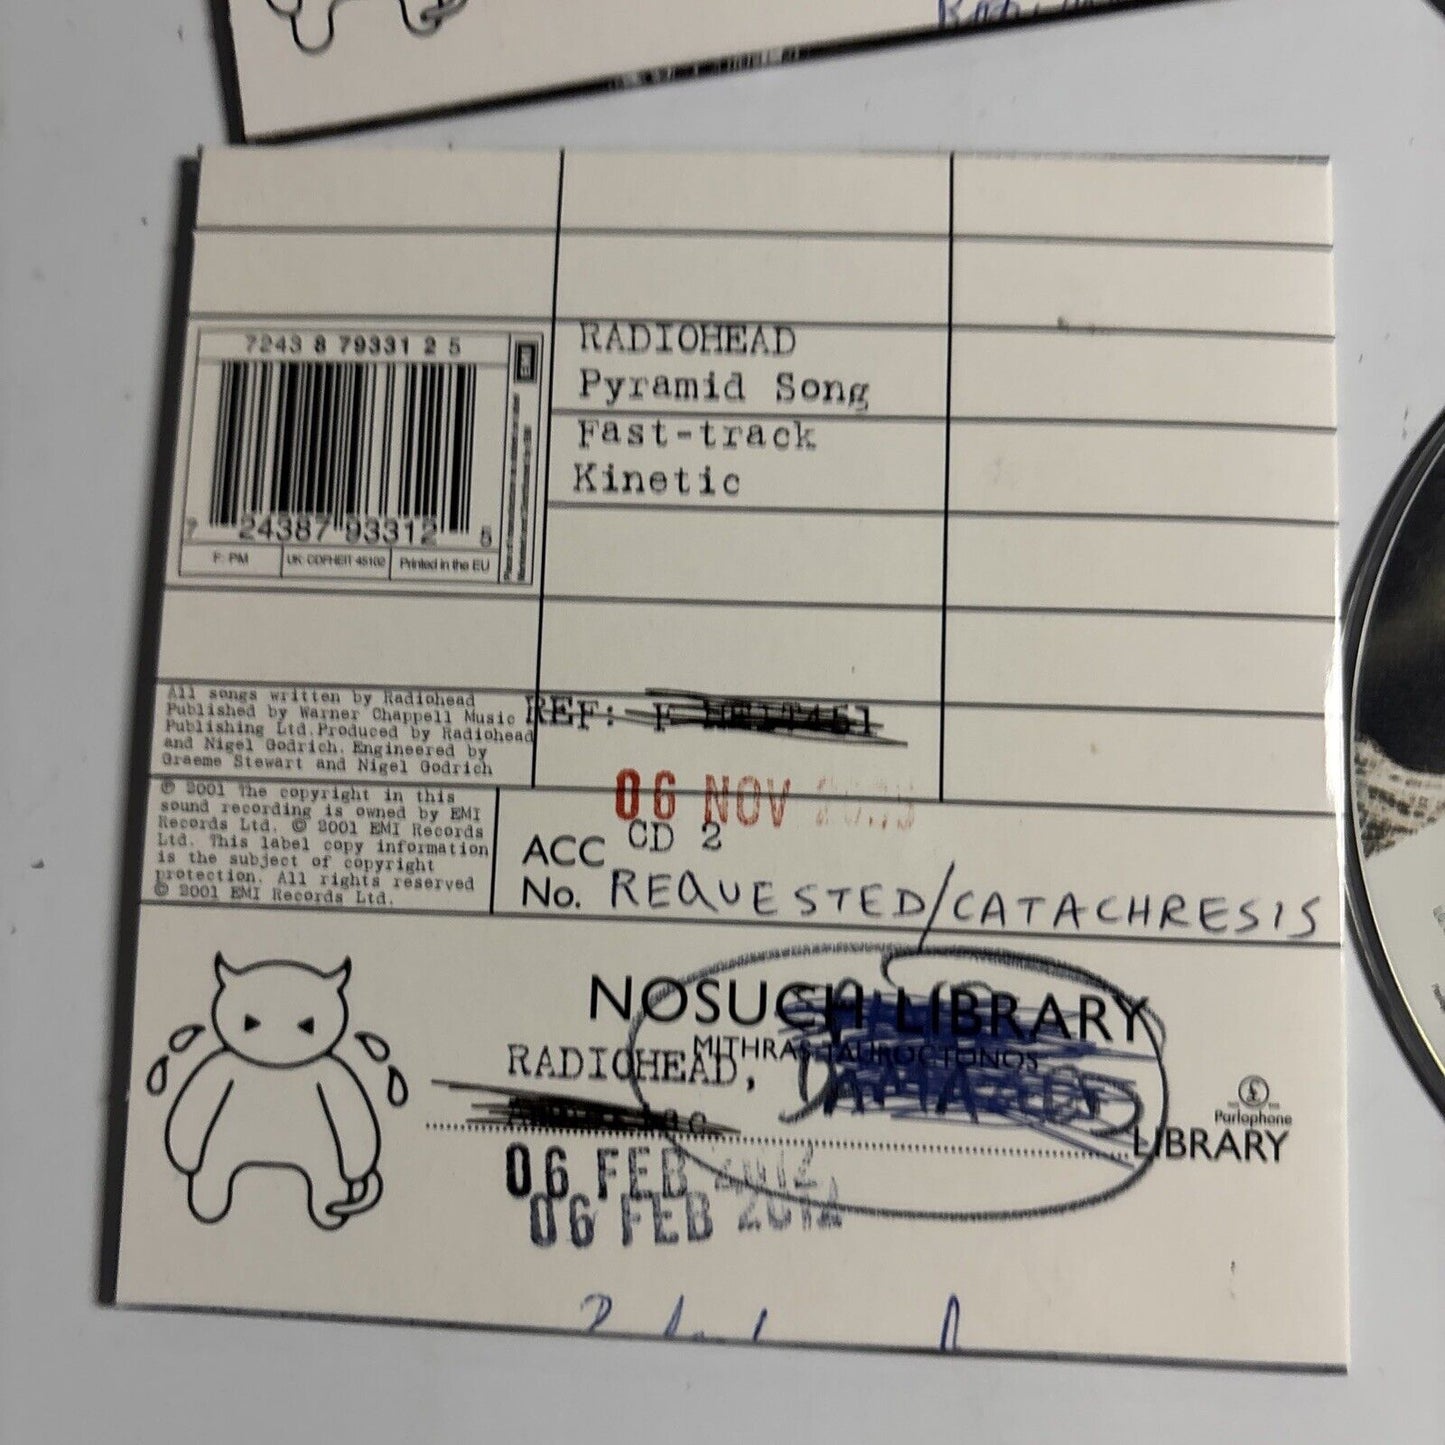 7243 8 79331 2 5
EMI
7 24387 93312 5
F: PM
UK: CDFHEIT 45102
Printed in the EU
RADIOHEAD
Pyramid Song
Fast-track
Kinetic
All songs written by Radiohead
Published by Warner Chappell Music
Publishing Ltd. Produced by Radiohead
and Nigel Godrich. Engineered by
Graeme Stewart and Nigel Godrich
REF: F
℗ 2001 The copyright in this
sound recording is owned by EMI
Records Ltd. © 2001 EMI Records
Ltd. This label copy information
is the subject of copyright
protection. All rights reserved
© 2001 EMI Records Ltd.
06 NOV
CD 2
ACC
No. REQUESTED/CATACHRESIS
NOSUCH LIBRARY
MITHRAS TAUROCTONOS
RADIOHEAD,
Parlophone
LIBRARY
06 FEB 2012
06 FEB 2012